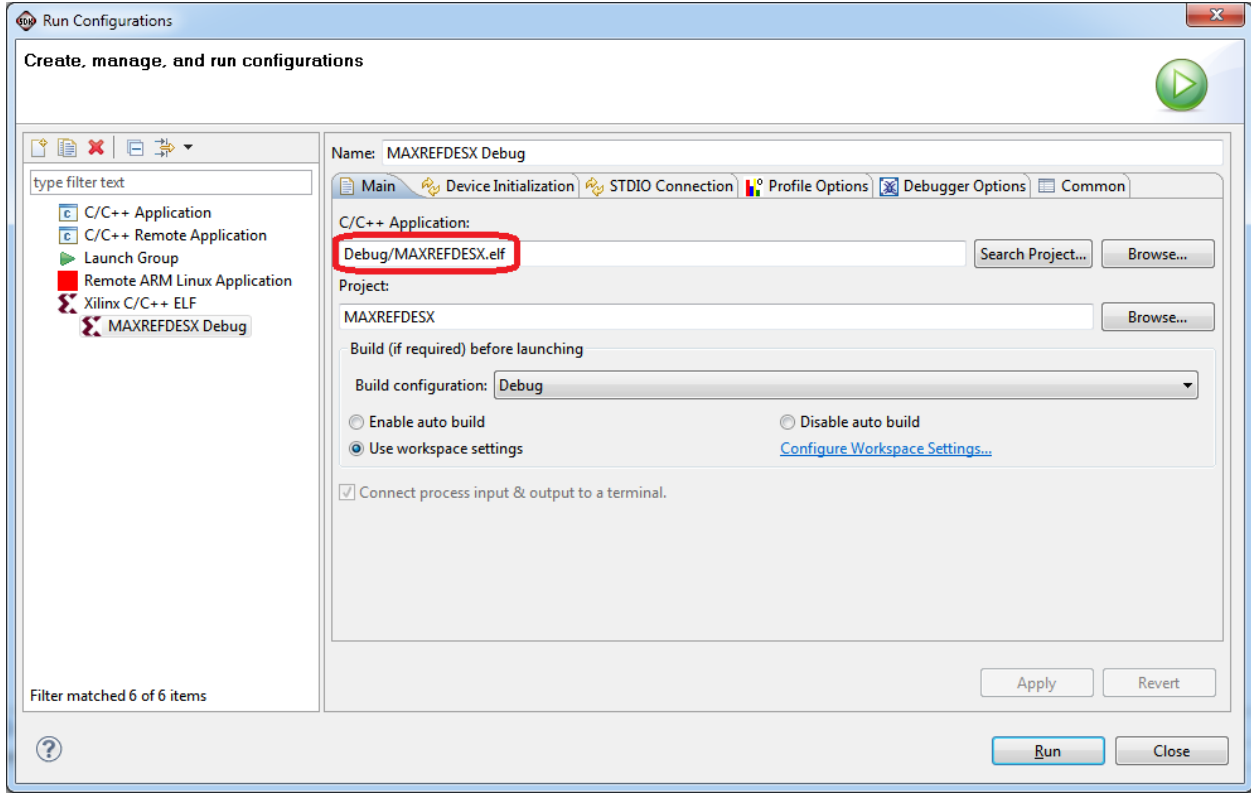 SDK Run Configurations
Create, manage, and run configurations
Name: MAXREFDESX Debug
type filter text
Main Device Initialization STDIO Connection Profile Options Debugger Options Common
C/C++ Application
C/C++ Remote Application
Launch Group
Remote ARM Linux Application
Xilinx C/C++ ELF
MAXREFDESX Debug
C/C++ Application:
Debug/MAXREFDESX.elf Search Project... Browse...
Project:
MAXREFDESX Browse...
Build (if required) before launching
Build configuration: Debug
Enable auto build Disable auto build
Use workspace settings Configure Workspace Settings...
Connect process input & output to a terminal.
Apply Revert
Filter matched 6 of 6 items
Run Close